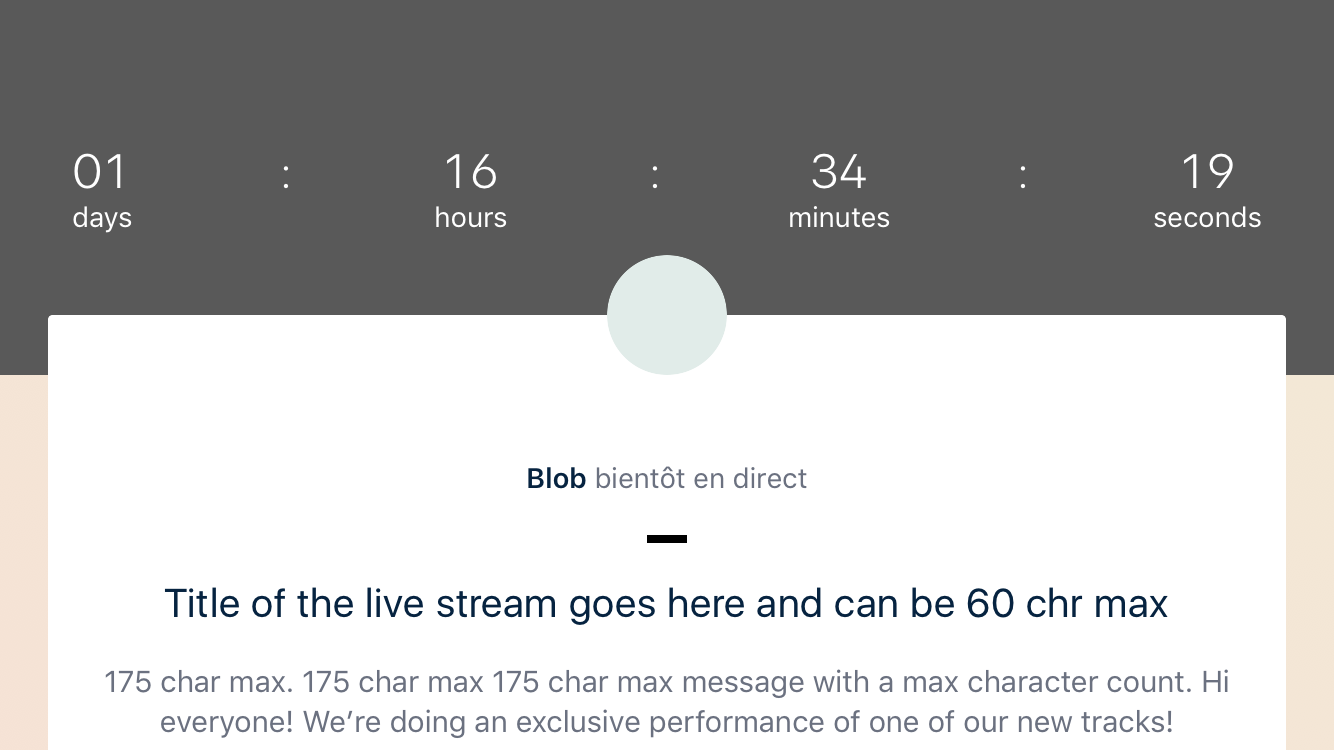 01 : 16 : 34 : 19
days hours minutes seconds
Blob bientôt en direct
Title of the live stream goes here and can be 60 chr max
175 char max. 175 char max 175 char max message with a max character count. Hi
everyone! We’re doing an exclusive performance of one of our new tracks!